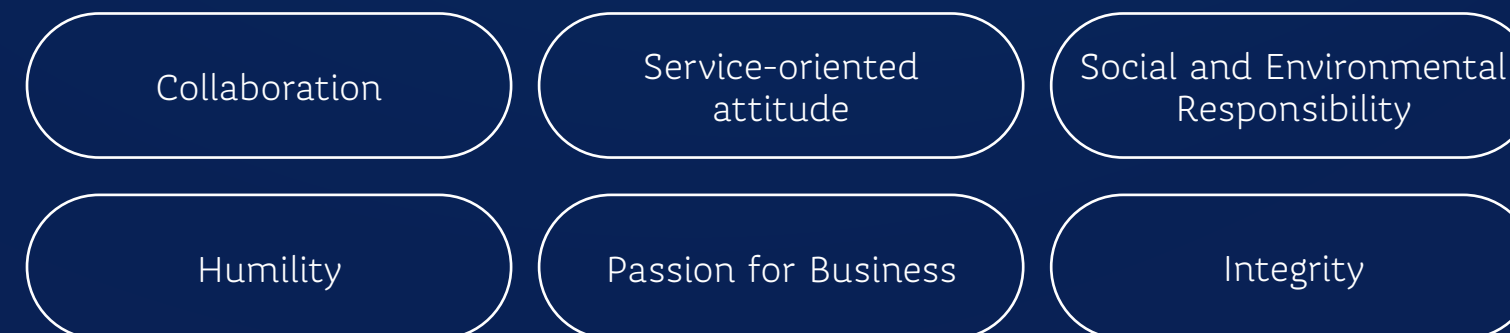 Collaboration
Service-oriented
attitude
Social and Environmental
Responsibility
Humility
Passion for Business
Integrity